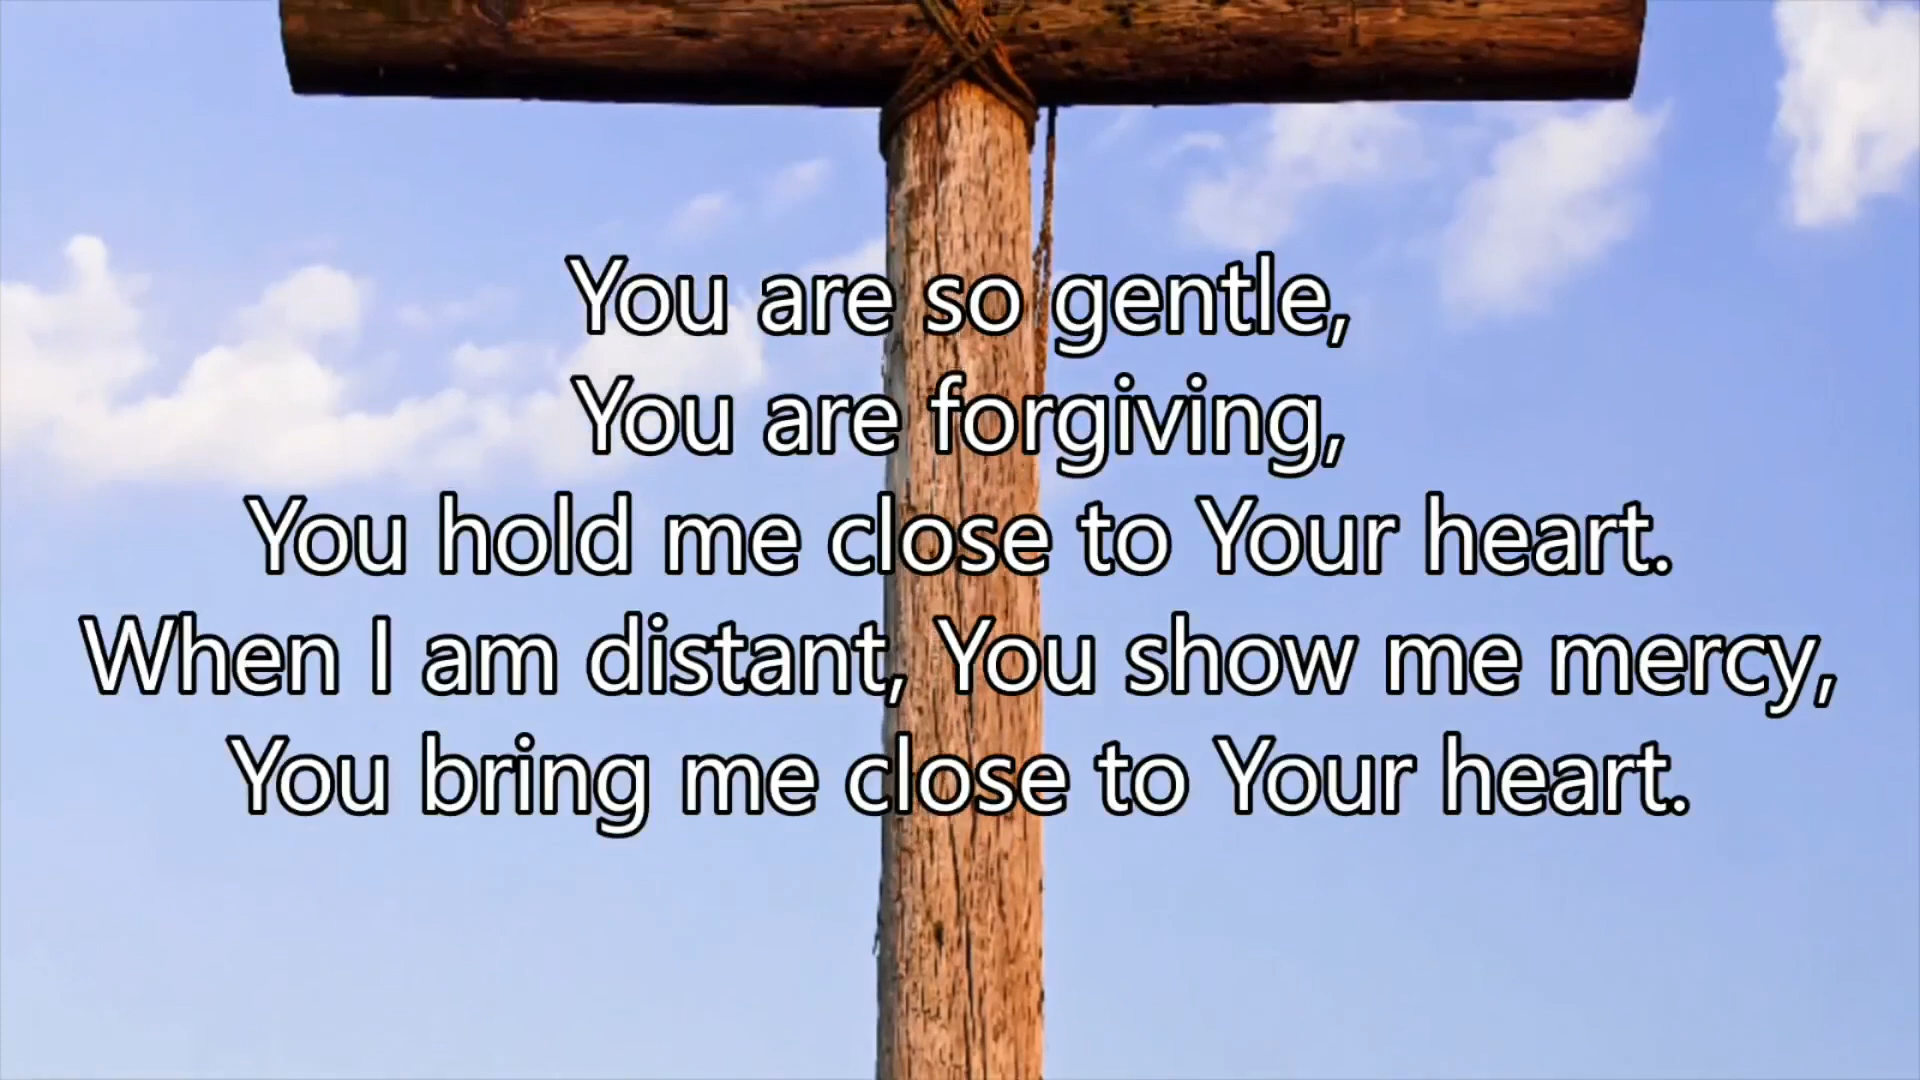 You are so gentle,
You are forgiving,
You hold me close to Your heart.
When I am distant, You show me mercy,
You bring me close to Your heart.